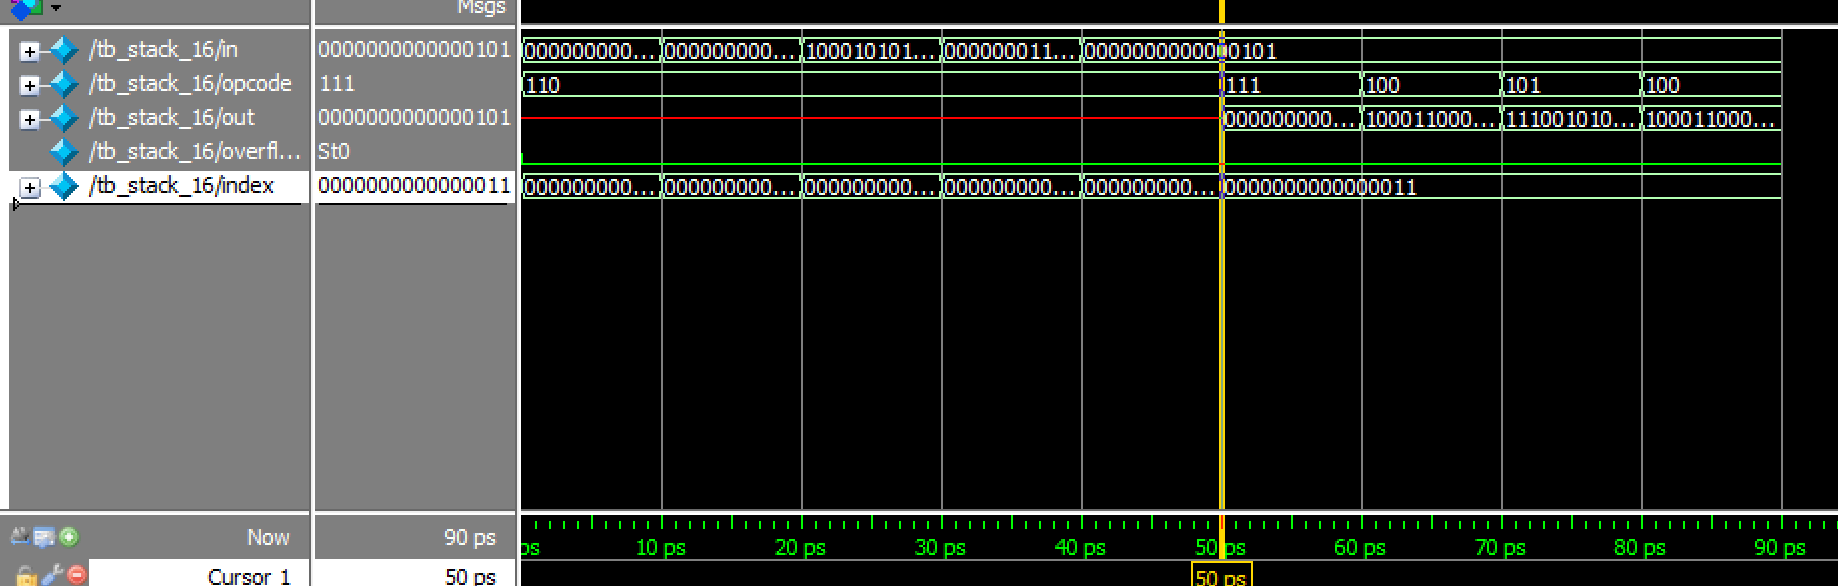 Msgs
/tb_stack_16/in 0000000000000101 000000000... 000000000... 100010101... 000000011... 0000000000000101
/tb_stack_16/opcode 111 110 111 100 101 100
/tb_stack_16/out 0000000000000101 000000000... 100011000... 111001010... 100011000...
/tb_stack_16/overfl... St0
/tb_stack_16/index 0000000000000011 000000000... 000000000... 000000000... 000000000... 000000000... 0000000000000011
Now 90 ps ps 10 ps 20 ps 30 ps 40 ps 50 ps 60 ps 70 ps 80 ps 90 ps
Cursor 1 50 ps 50 ps